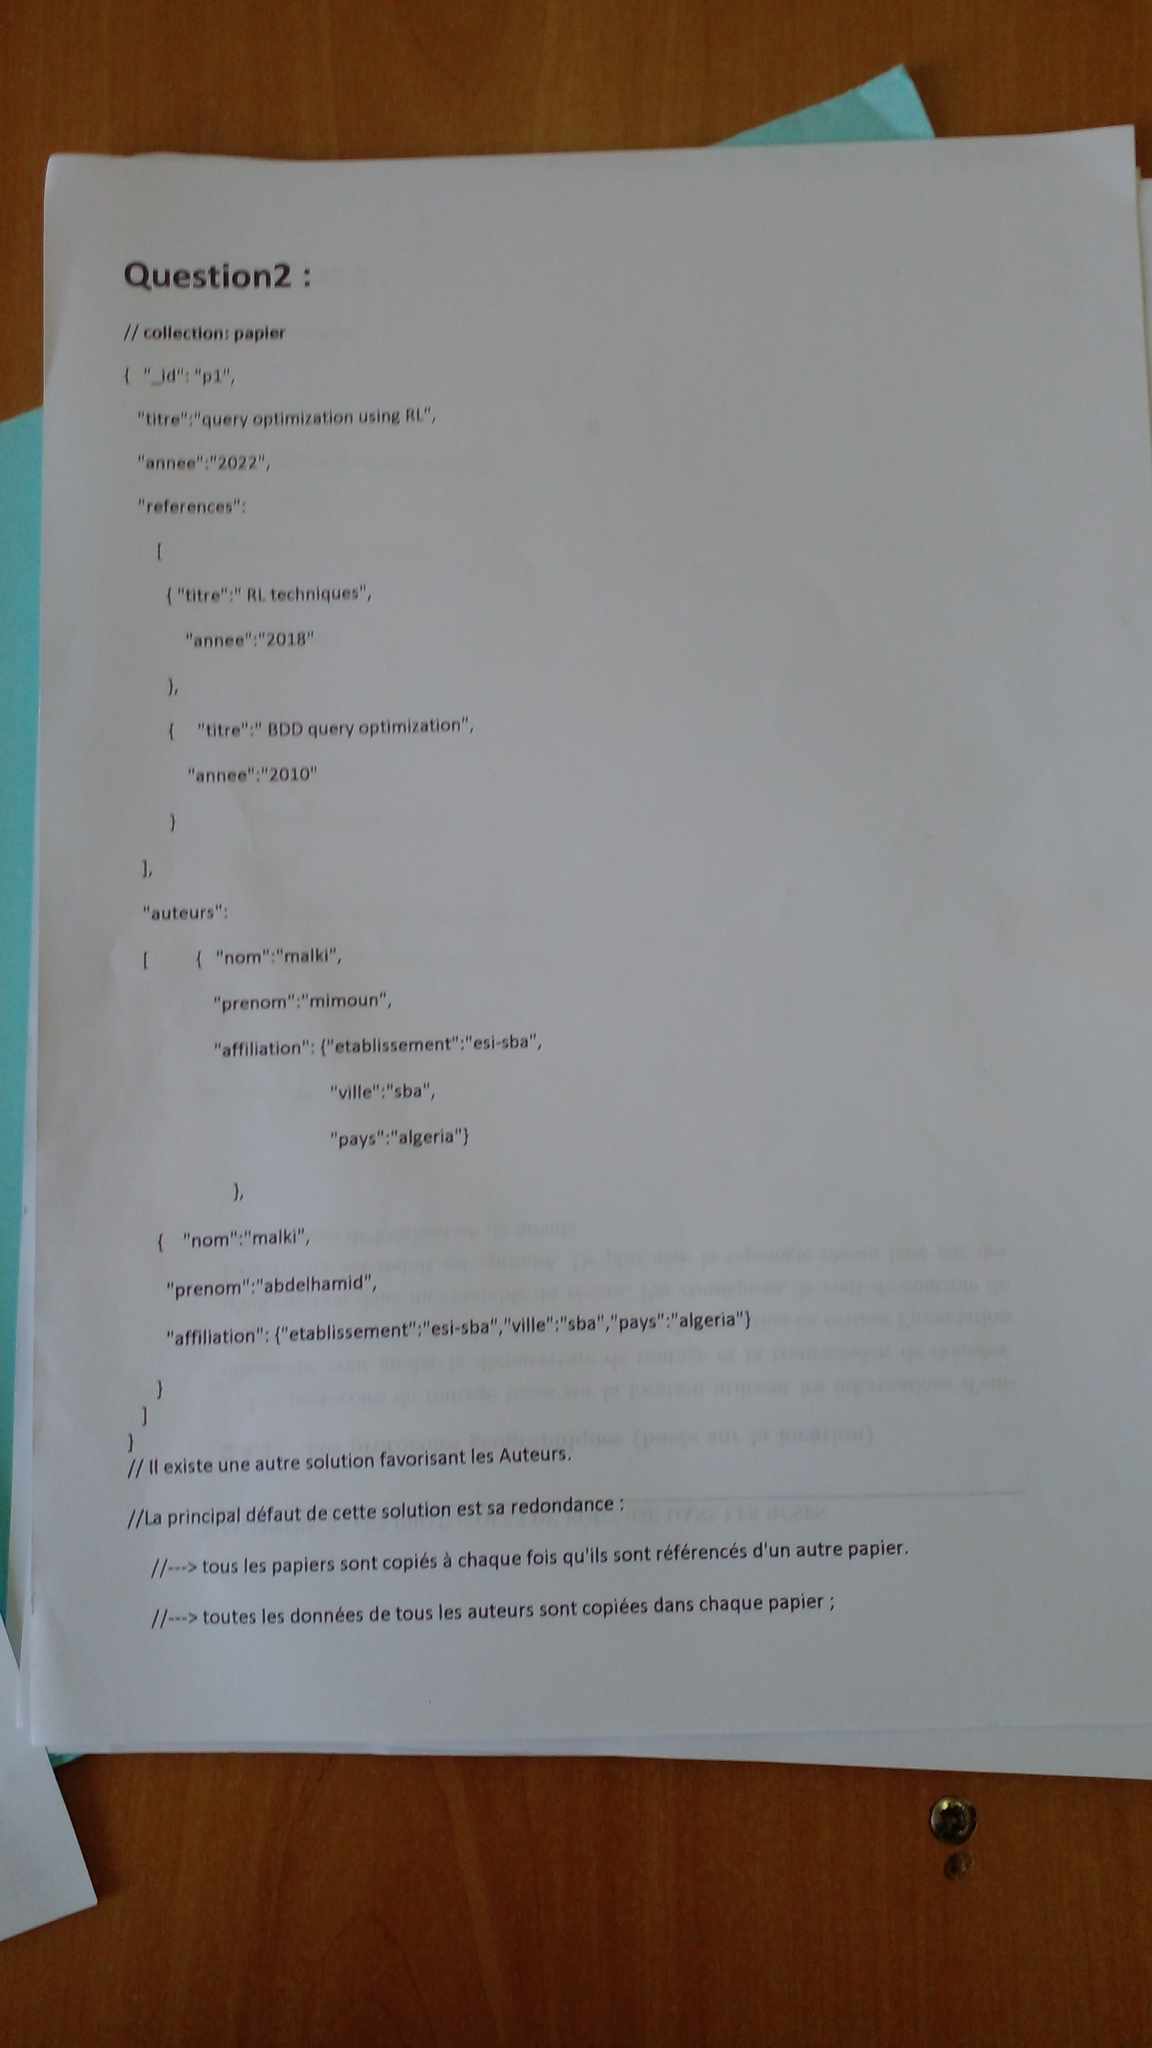 Question2 :
// collection: papier
{ "_id": "p1",
"titre":"query optimization using RL",
"annee":"2022",
"references":
[
{ "titre":" RL techniques",
"annee":"2018"
},
{ "titre":" BDD query optimization",
"annee":"2010"
}
],
"auteurs":
[ { "nom":"malki",
"prenom":"mimoun",
"affiliation": {"etablissement":"esi-sba",
"ville":"sba",
"pays":"algeria"}
},
{ "nom":"malki",
"prenom":"abdelhamid",
"affiliation": {"etablissement":"esi-sba","ville":"sba","pays":"algeria"}
}
]
}
// Il existe une autre solution favorisant les Auteurs.
//La principal défaut de cette solution est sa redondance :
//---> tous les papiers sont copiés à chaque fois qu'ils sont référencés d'un autre papier.
//---> toutes les données de tous les auteurs sont copiées dans chaque papier ;